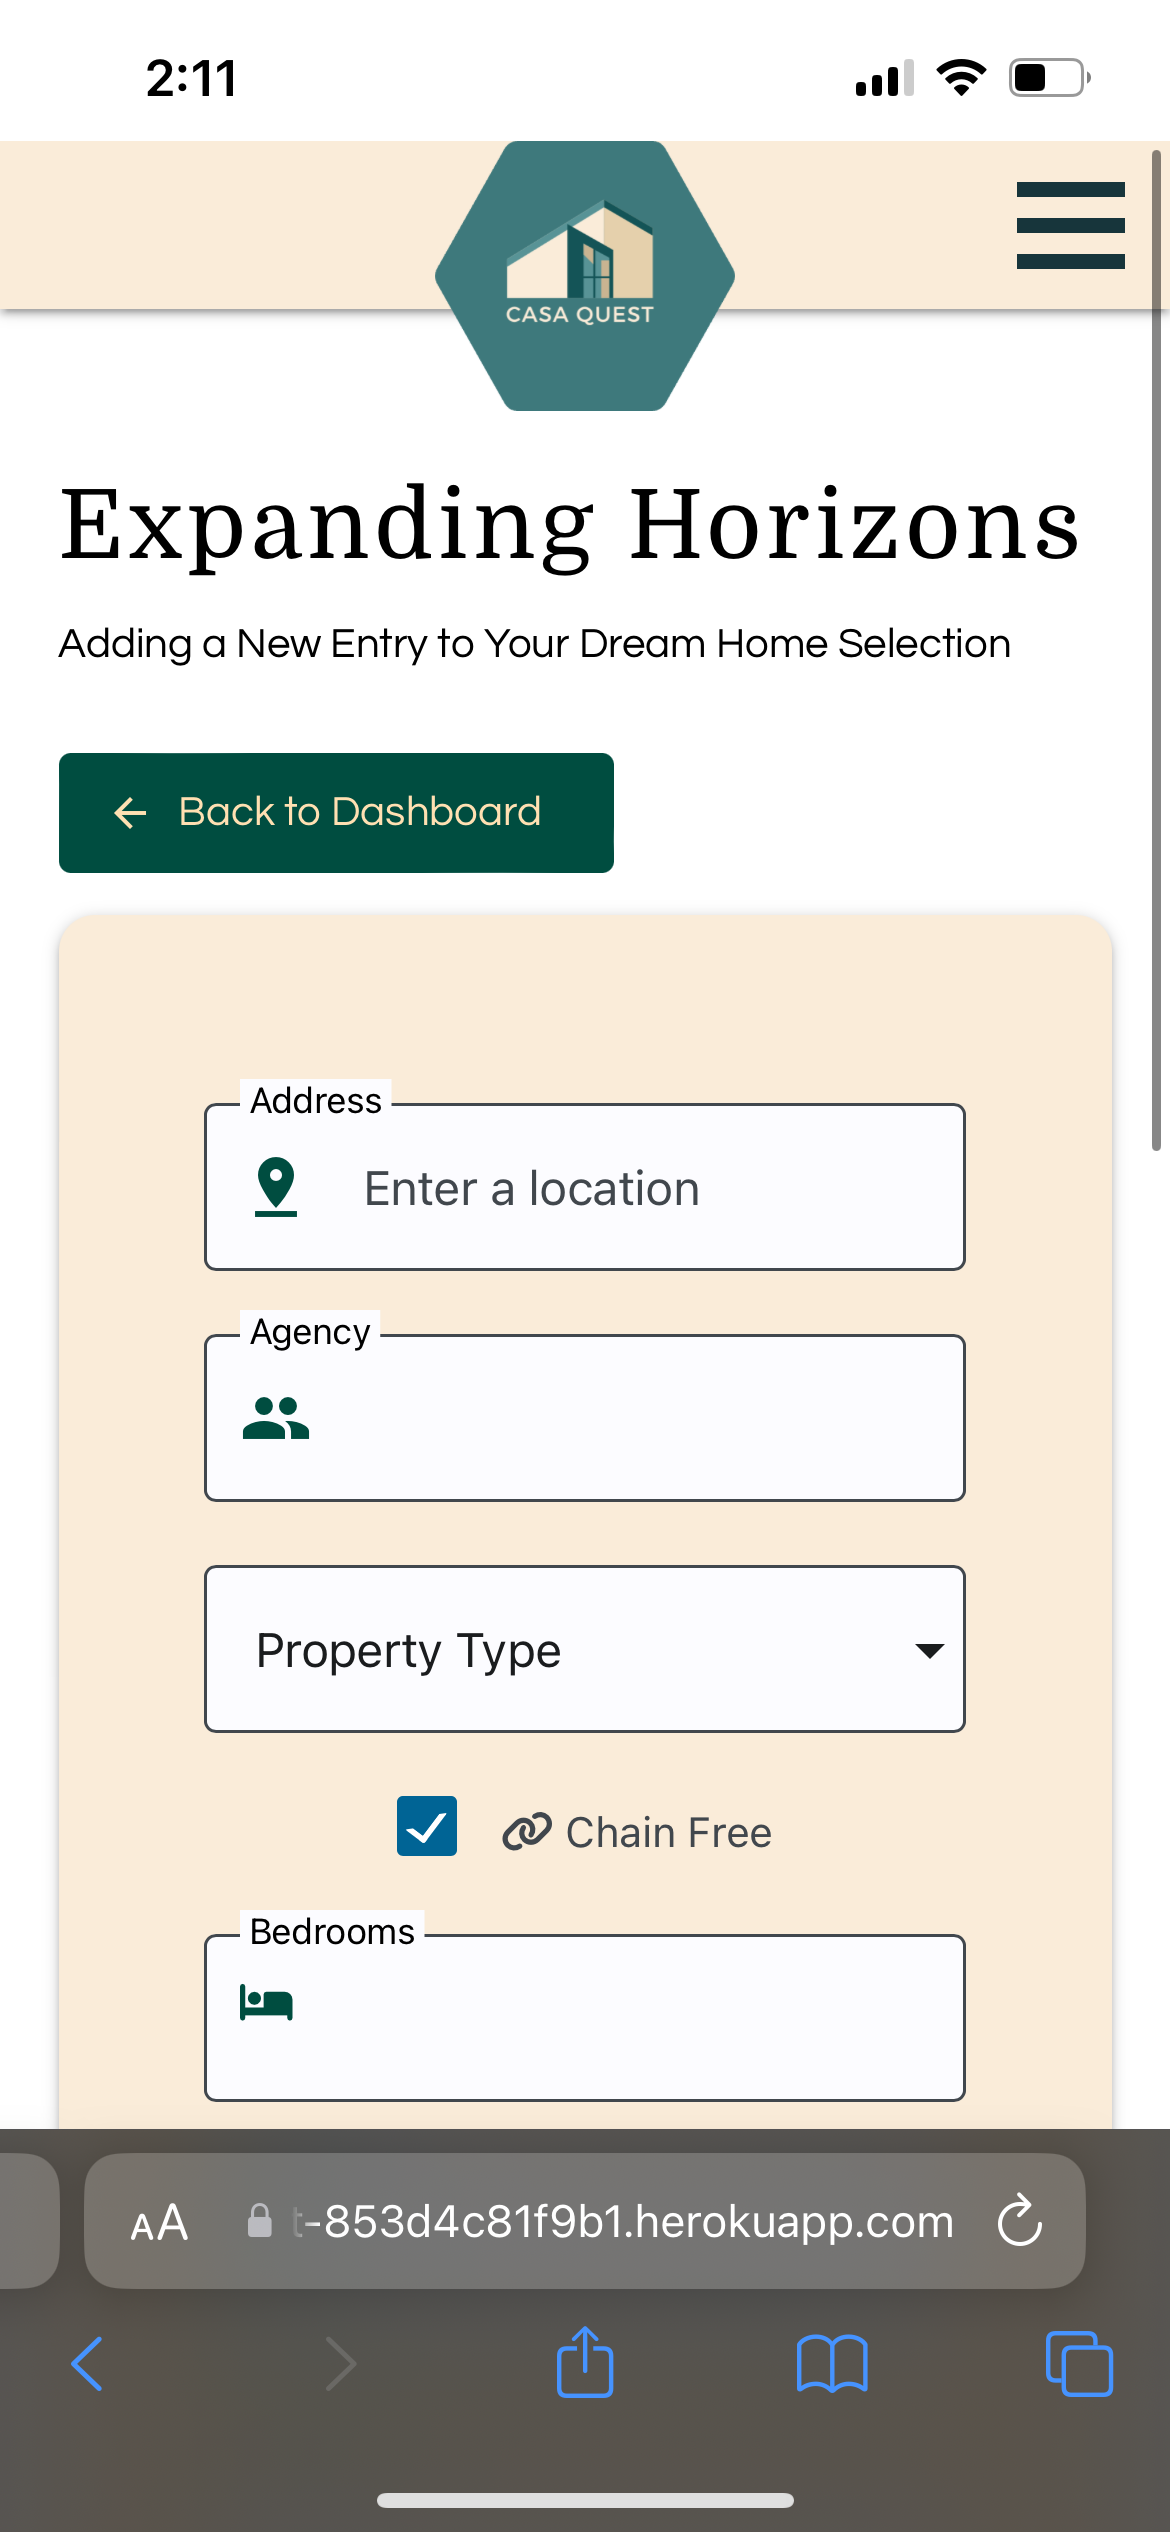 2:11
CASA QUEST
Expanding Horizons
Adding a New Entry to Your Dream Home Selection
← Back to Dashboard
Address
Enter a location
Agency
Property Type
Chain Free
Bedrooms
AA t-853d4c81f9b1.herokuapp.com